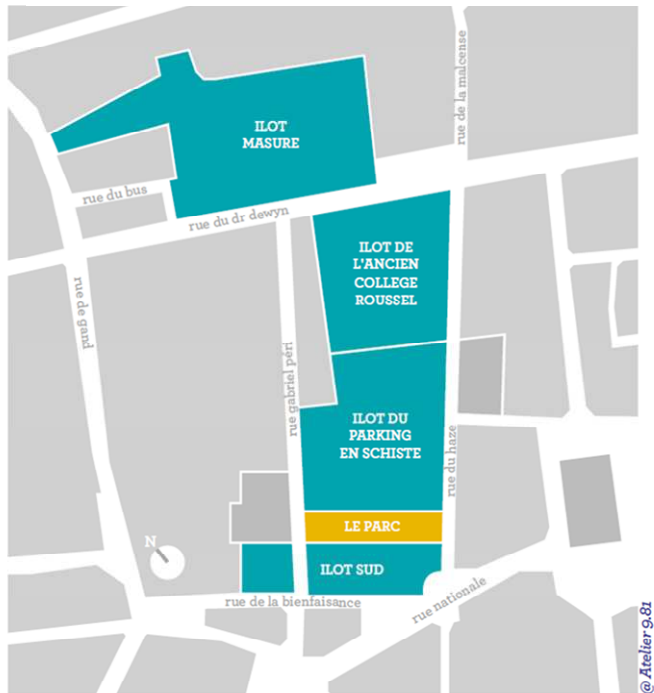 rue de la malcense
ILOT
MASURE
rue du bus
rue du dr dewyn
ILOT DE
L'ANCIEN
COLLEGE
ROUSSEL
rue de gand
rue gabriel péri
ILOT DU
PARKING
EN SCHISTE
rue du haze
LE PARC
N
ILOT SUD
rue de la bienfaisance
rue nationale
@ Atelier 9.81